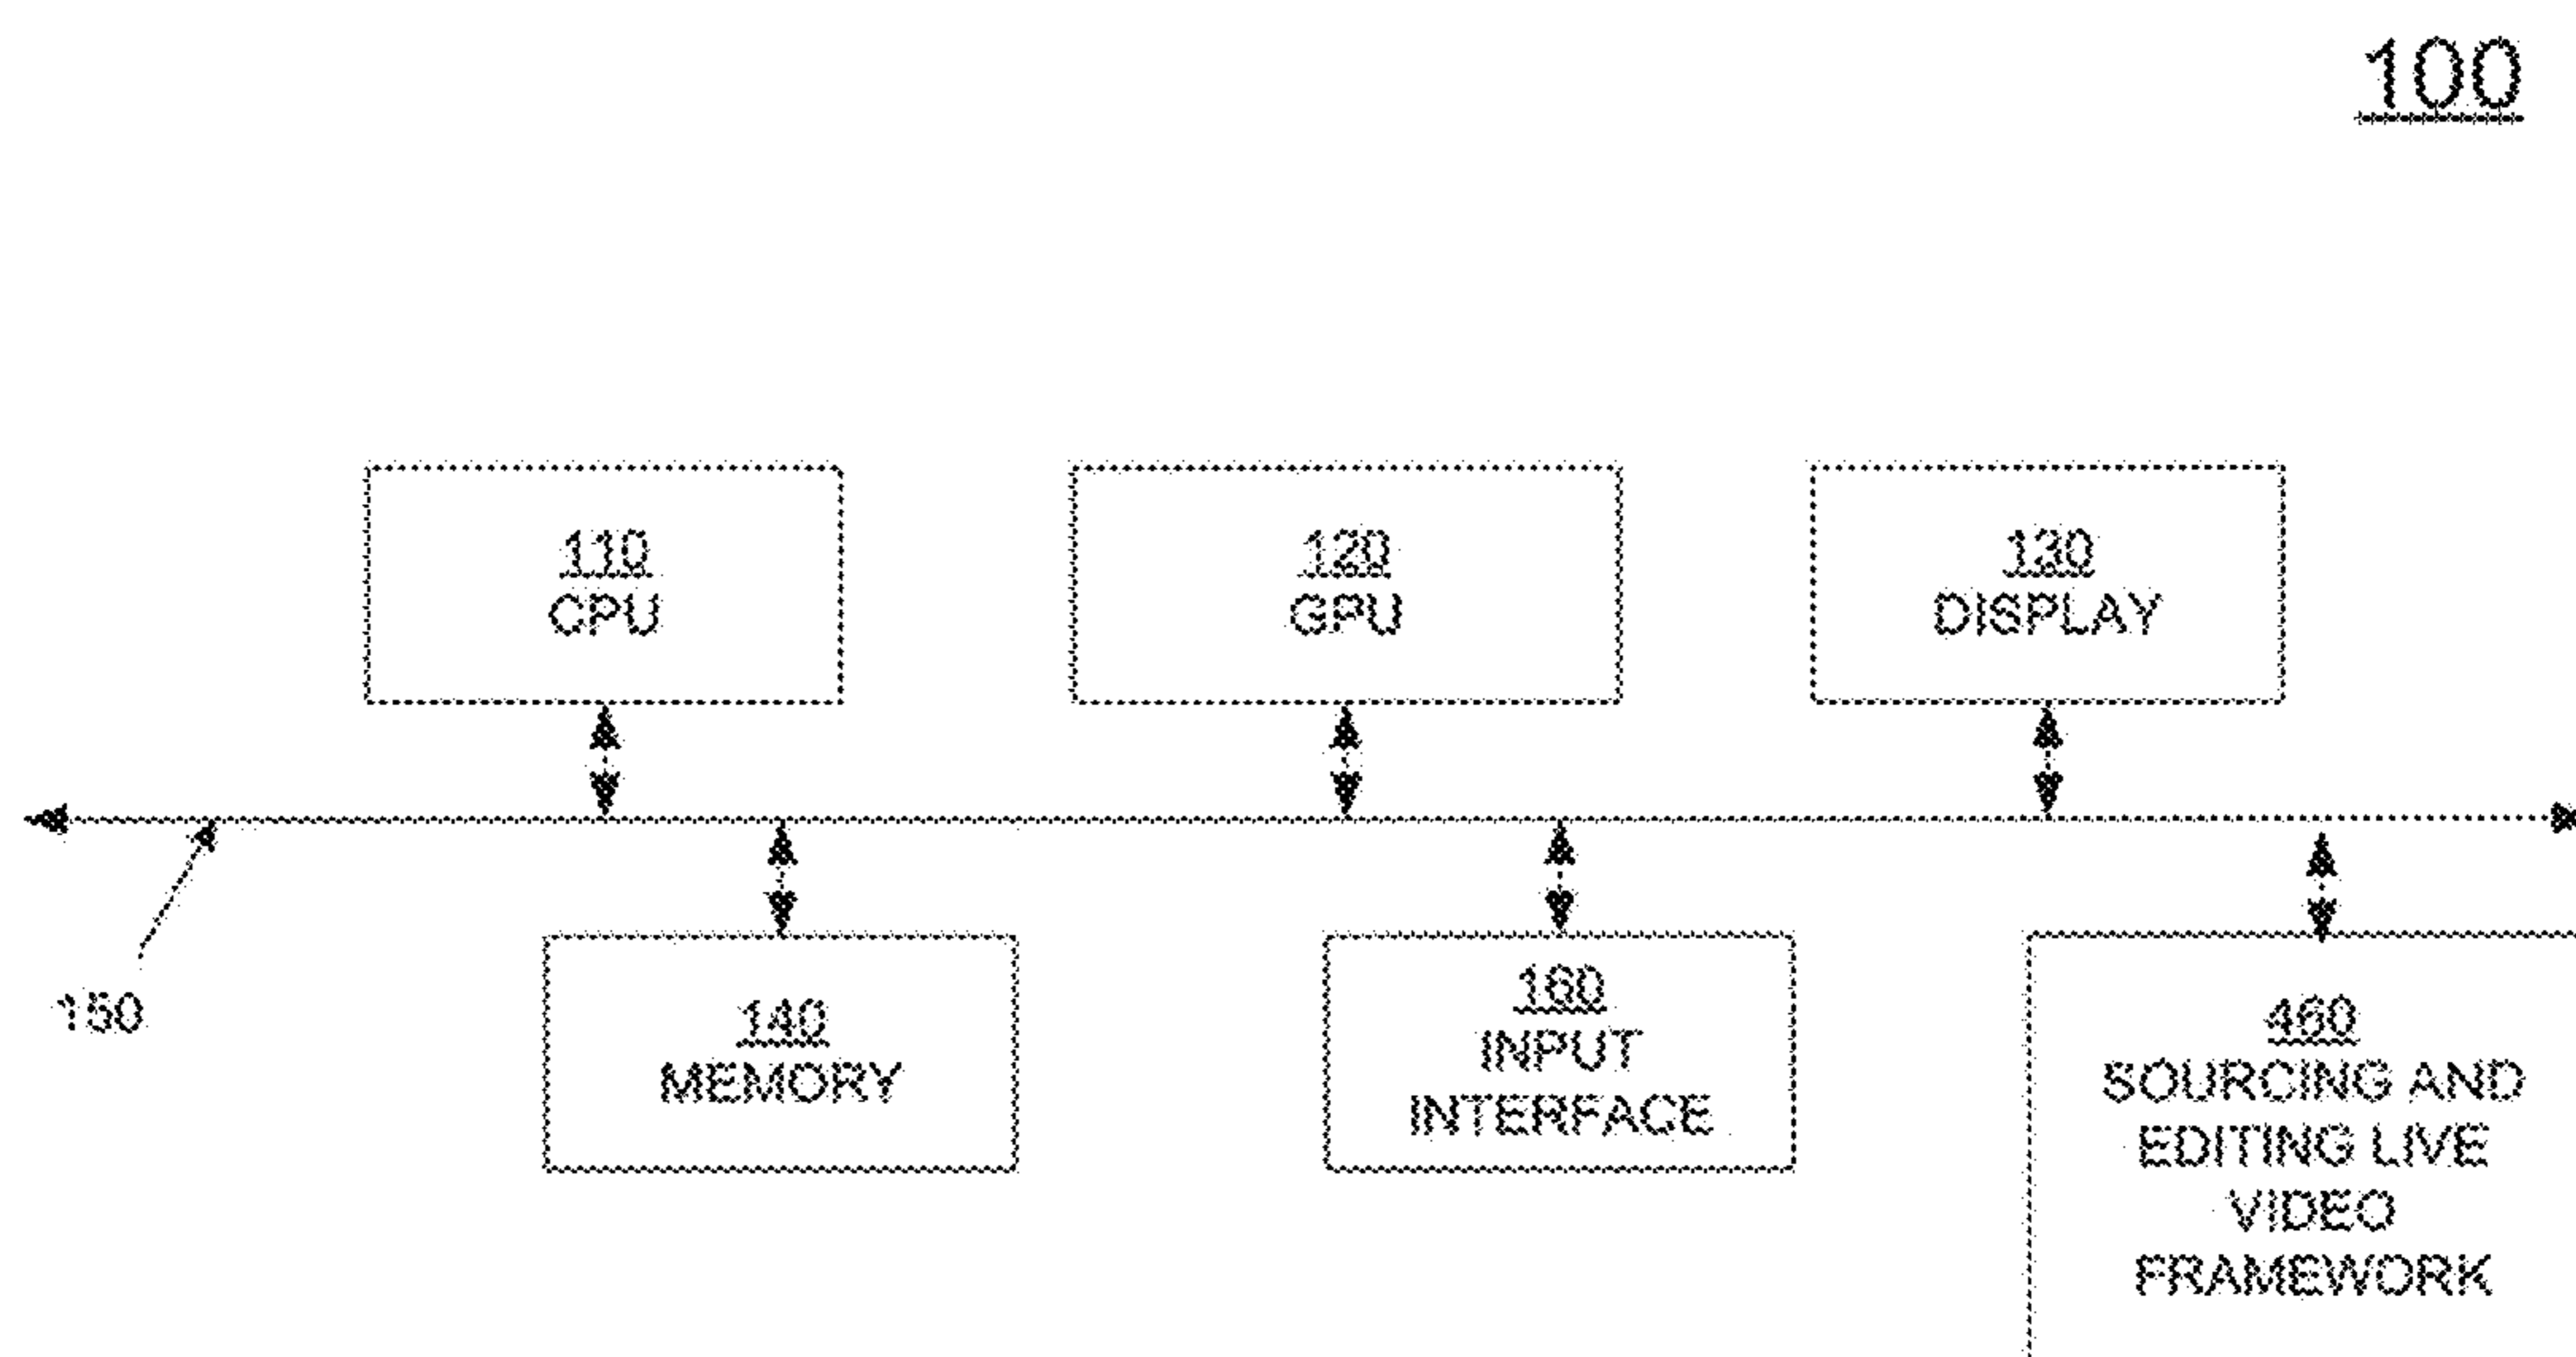 100
110
CPU
120
GPU
130
DISPLAY
150
140
MEMORY
160
INPUT
INTERFACE
460
SOURCING AND
EDITING LIVE
VIDEO
FRAMEWORK